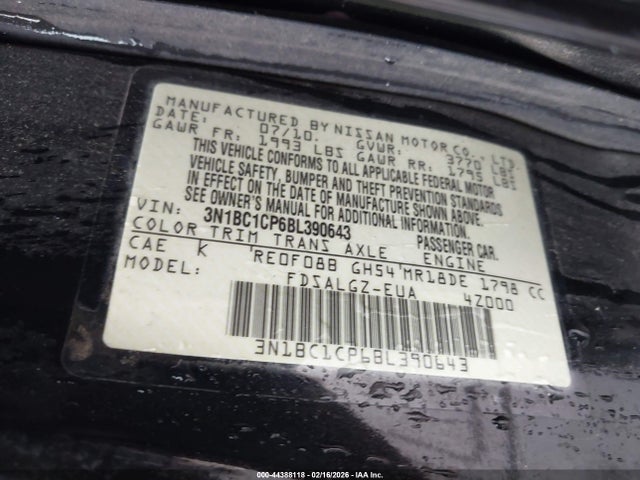 MANUFACTURED BY NISSAN MOTOR CO., LTD.
DATE: 07/10. GVWR: 3770 LBS
GAWR FR: 1993 LBS GAWR RR: 1795 LBS
THIS VEHICLE CONFORMS TO ALL APPLICABLE FEDERAL MOTOR
VEHICLE SAFETY, BUMPER AND THEFT PREVENTION STANDARDS
IN EFFECT ON THE DATE OF MANUFACTURE SHOWN ABOVE.
SEE OWNER'S MANUAL FOR ADDITIONAL INFORMATION.
VIN: 3N1BC1CP6BL390643 PASSENGER CAR.
COLOR TRIM TRANS AXLE ENGINE
CAE K RE0F08B GH54 MR18DE 1798 CC
FDSALGZ-EUA 4Z000
3N1BC1CP6BL390643
000-44388118 - 02/16/2026 - IAA Inc.